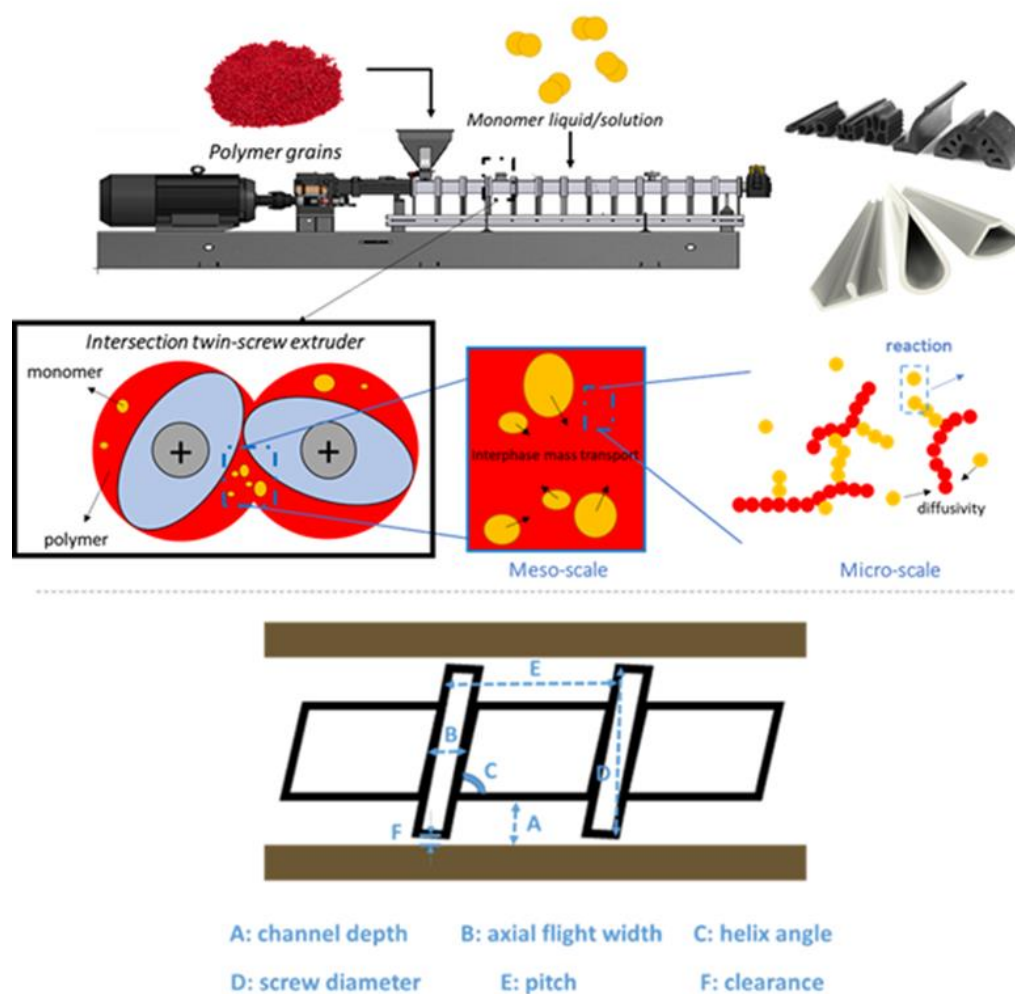 Polymer grains
Monomer liquid/solution
Intersection twin-screw extruder
monomer
polymer
Interphase mass transport
Meso-scale
reaction
diffusivity
Micro-scale
E
B
C
D
A
F
A: channel depth
B: axial flight width
C: helix angle
D: screw diameter
E: pitch
F: clearance